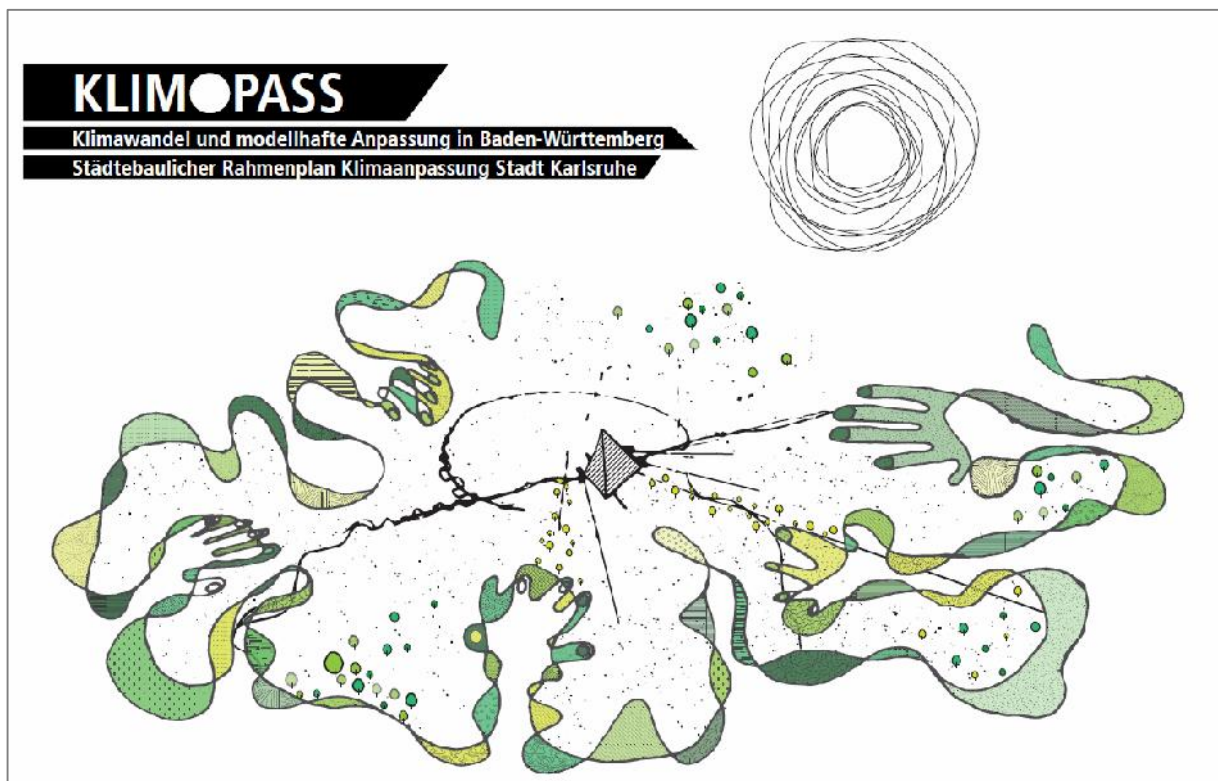 KLIMOPASS
Klimawandel und modellhafte Anpassung in Baden-Württemberg
Städtebaulicher Rahmenplan Klimaanpassung Stadt Karlsruhe